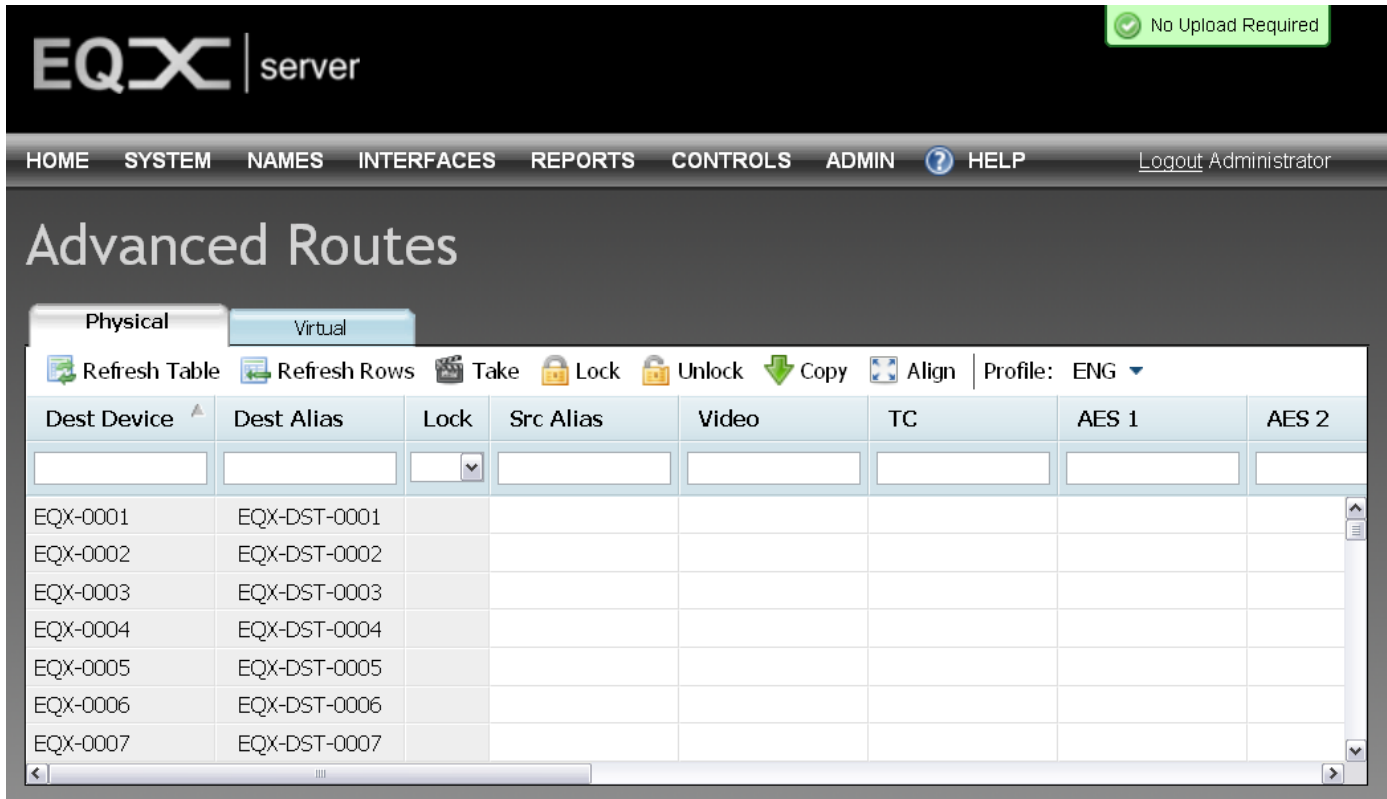 No Upload Required
EQX server
HOME SYSTEM NAMES INTERFACES REPORTS CONTROLS ADMIN ? HELP Logout Administrator
Advanced Routes
Physical Virtual
Refresh Table Refresh Rows Take Lock Unlock Copy Align Profile: ENG
Dest Device Dest Alias Lock Src Alias Video TC AES 1 AES 2
EQX-0001 EQX-DST-0001
EQX-0002 EQX-DST-0002
EQX-0003 EQX-DST-0003
EQX-0004 EQX-DST-0004
EQX-0005 EQX-DST-0005
EQX-0006 EQX-DST-0006
EQX-0007 EQX-DST-0007